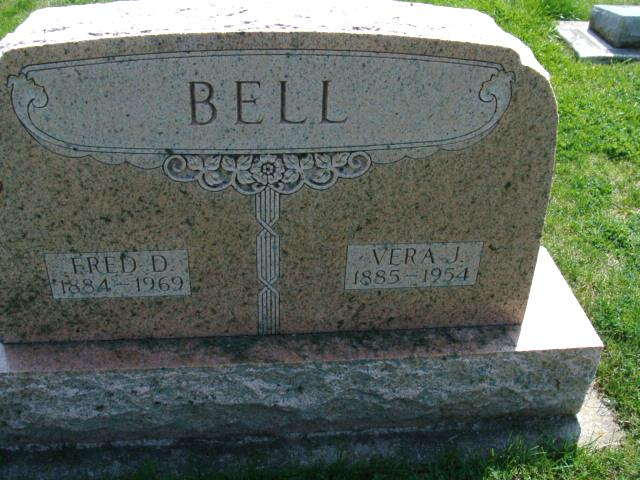 BELL
FRED D.
1884-1969
VERA J.
1885-1954